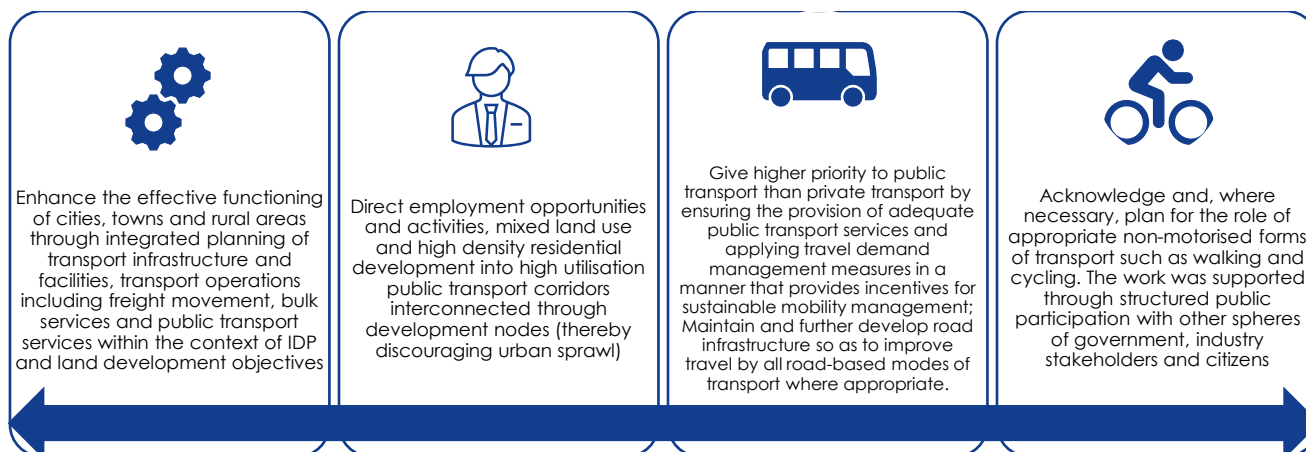 Enhance the effective functioning
of cities, towns and rural areas
through integrated planning of
transport infrastructure and
facilities, transport operations
including freight movement, bulk
services and public transport
services within the context of IDP
and land development objectives
Direct employment opportunities
and activities, mixed land use
and high density residential
development into high utilisation
public transport corridors
interconnected through
development nodes (thereby
discouraging urban sprawl)
Give higher priority to public
transport than private transport by
ensuring the provision of adequate
public transport services and
applying travel demand
management measures in a
manner that provides incentives for
sustainable mobility management;
Maintain and further develop road
infrastructure so as to improve
travel by all road-based modes of
transport where appropriate.
Acknowledge and, where
necessary, plan for the role of
appropriate non-motorised forms
of transport such as walking and
cycling. The work was supported
through structured public
participation with other spheres
of government, industry
stakeholders and citizens